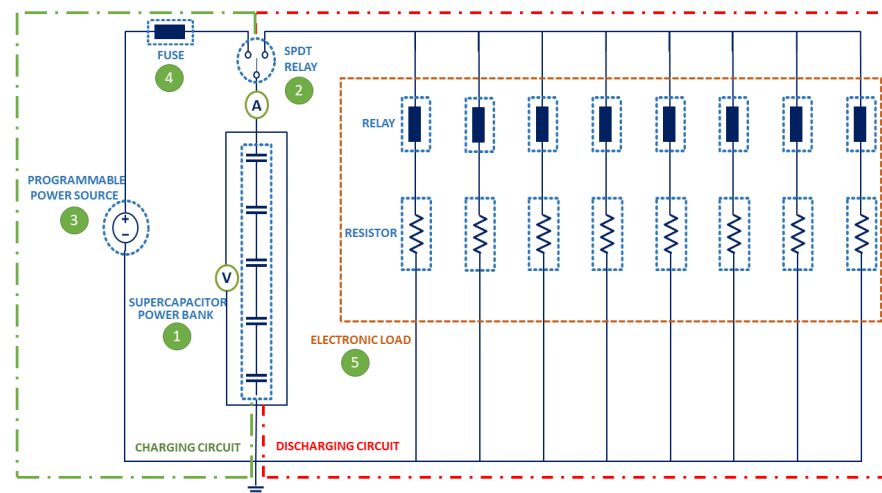 FUSE
4
SPDT
RELAY
2
A
RELAY
PROGRAMMABLE
POWER SOURCE
3
+
−
RESISTOR
V
SUPERCAPACITOR
POWER BANK
1
ELECTRONIC LOAD
5
CHARGING CIRCUIT
DISCHARGING CIRCUIT